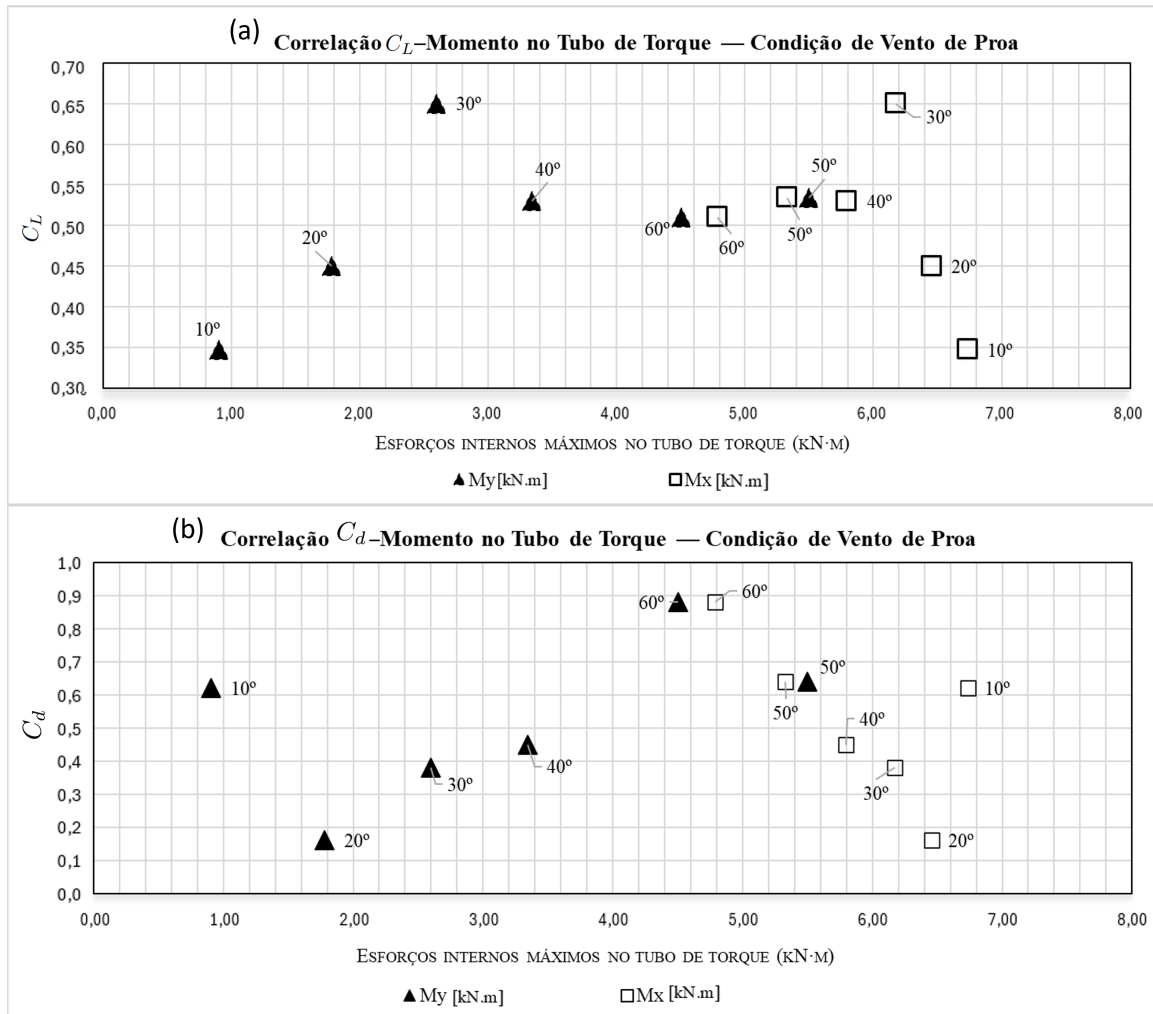 (a) Correlação C_L–Momento no Tubo de Torque — Condição de Vento de Proa
0,70
0,65
0,60
0,55
0,50
0,45
0,40
0,35
0,30
C_L
30º
30º
40º
50º
40º
60º
60º
50º
20º
20º
10º
10º
0,00 1,00 2,00 3,00 4,00 5,00 6,00 7,00 8,00
ESFORÇOS INTERNOS MÁXIMOS NO TUBO DE TORQUE (KN·M)
My [kN.m] Mx [kN.m]
(b) Correlação C_d–Momento no Tubo de Torque — Condição de Vento de Proa
1,0
0,9
0,8
0,7
0,6
0,5
0,4
0,3
0,2
0,1
0,0
C_d
60º
60º
50º
10º
50º
10º
40º
40º
30º
30º
20º
20º
0,00 1,00 2,00 3,00 4,00 5,00 6,00 7,00 8,00
ESFORÇOS INTERNOS MÁXIMOS NO TUBO DE TORQUE (KN·M)
My [kN.m] Mx [kN.m]